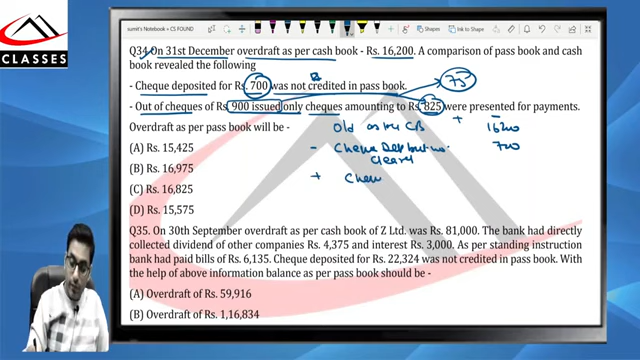 sumit's Notebook » CS FOUND
Shapes
Ink to Shape
Ink to
CLASSES
Q34 On 31st December overdraft as per cash book - Rs. 16,200. A comparison of pass book and cash
book revealed the following
- Cheque deposited for Rs. 700 was not credited in pass book.
75
- Out of cheques of Rs 900 issued only cheques amounting to Rs. 825 were presented for payments.
Overdraft as per pass book will be -
+ -
as per CB 16200
(A) Rs. 15,425
- Cheque Dep but no. 700
cleared
(B) Rs. 16,975
+ Cheq
(C) Rs. 16,825
(D) Rs. 15,575
Q35. On 30th September overdraft as per cash book of Z Ltd. was Rs. 81,000. The bank had directly
collected dividend of other companies Rs. 4,375 and interest Rs. 3,000. As per standing instruction
bank had paid bills of Rs. 6,135. Cheque deposited for Rs. 22,324 was not credited in pass book. With
the help of above information balance as per pass book should be -
(A) Overdraft of Rs. 59,916
(B) Overdraft of Rs. 1,16,834